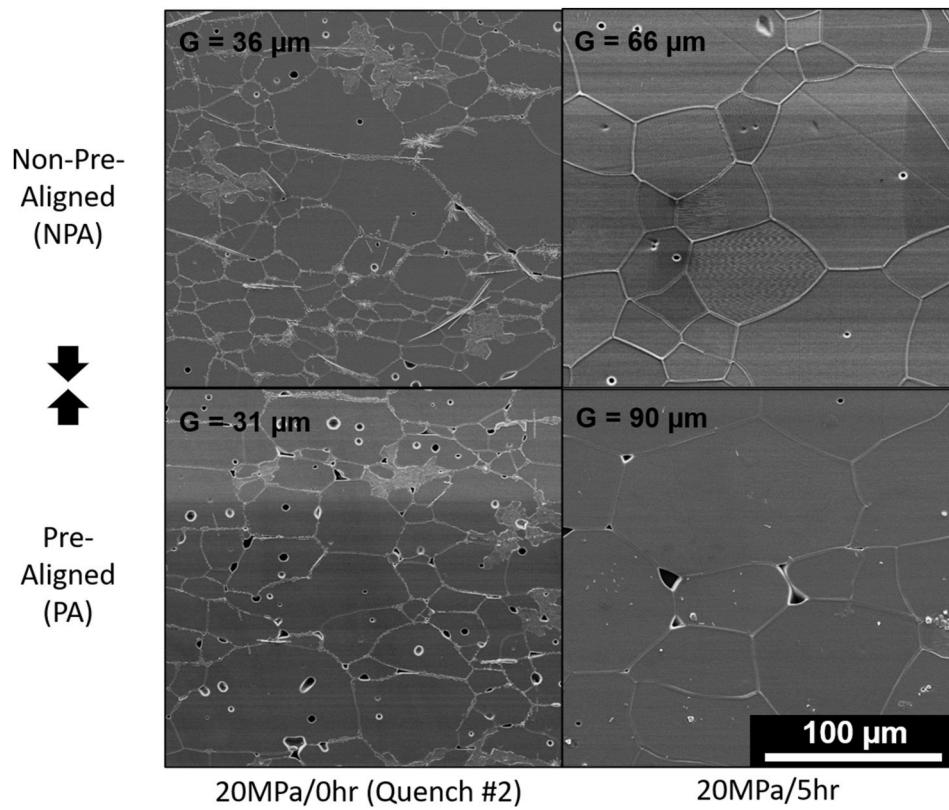 G = 36 µm
G = 66 µm
Non-Pre-
Aligned
(NPA)
G = 31 µm
G = 90 µm
Pre-
Aligned
(PA)
100 µm
20MPa/0hr (Quench #2)
20MPa/5hr